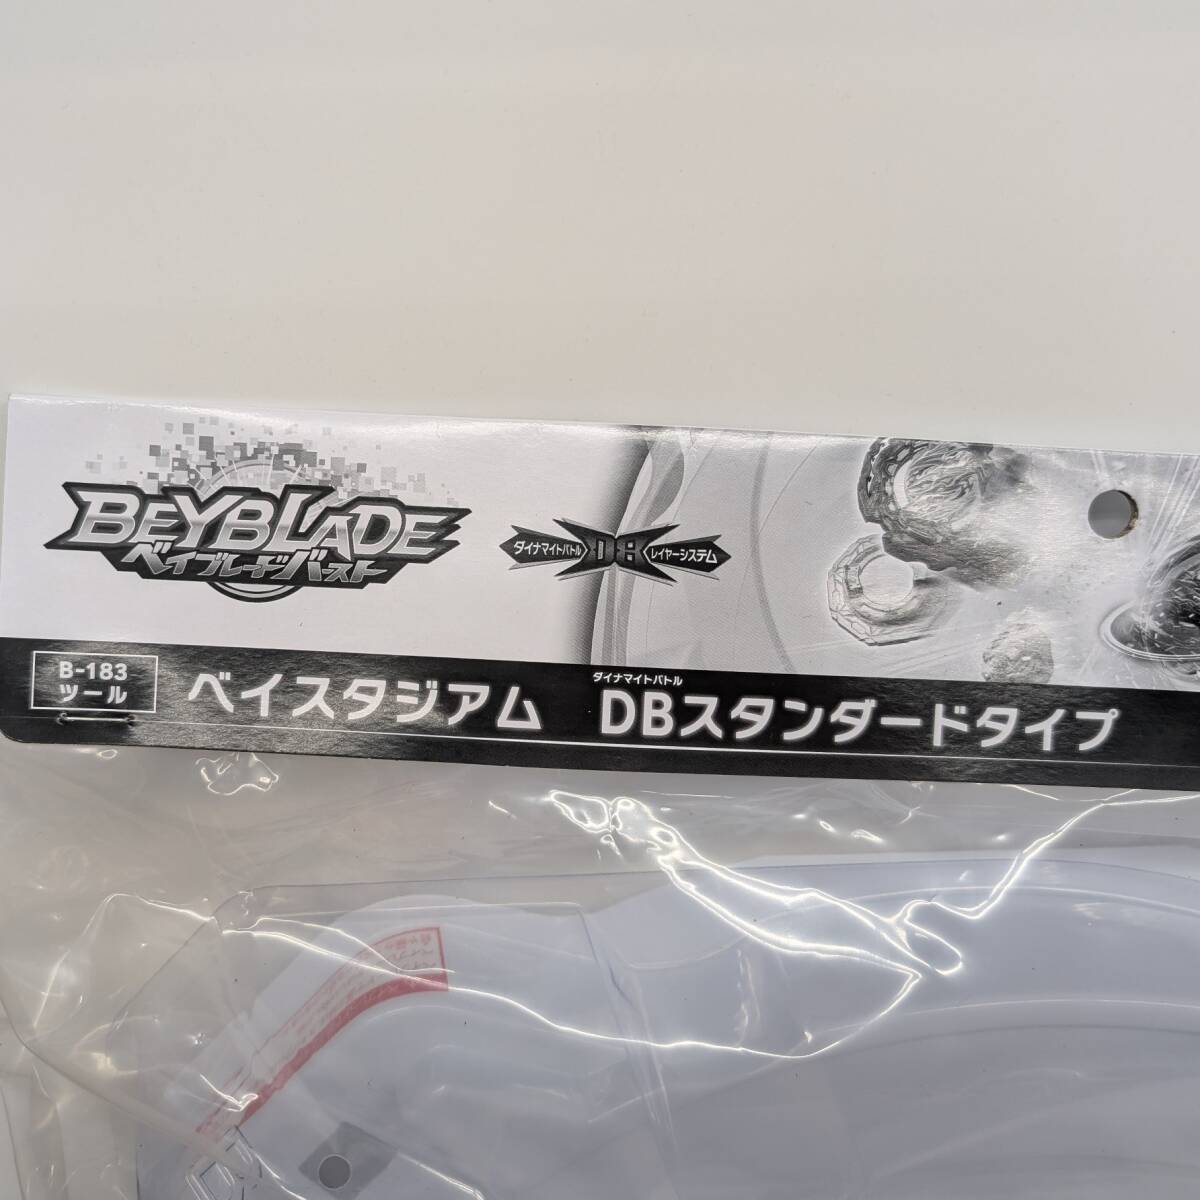 BEYBLADE
ベイブレードバースト
ダイナマイトバトル DB レイヤーシステム
B-183
ツール
ダイナマイトバトル
ベイスタジアム DBスタンダードタイプ